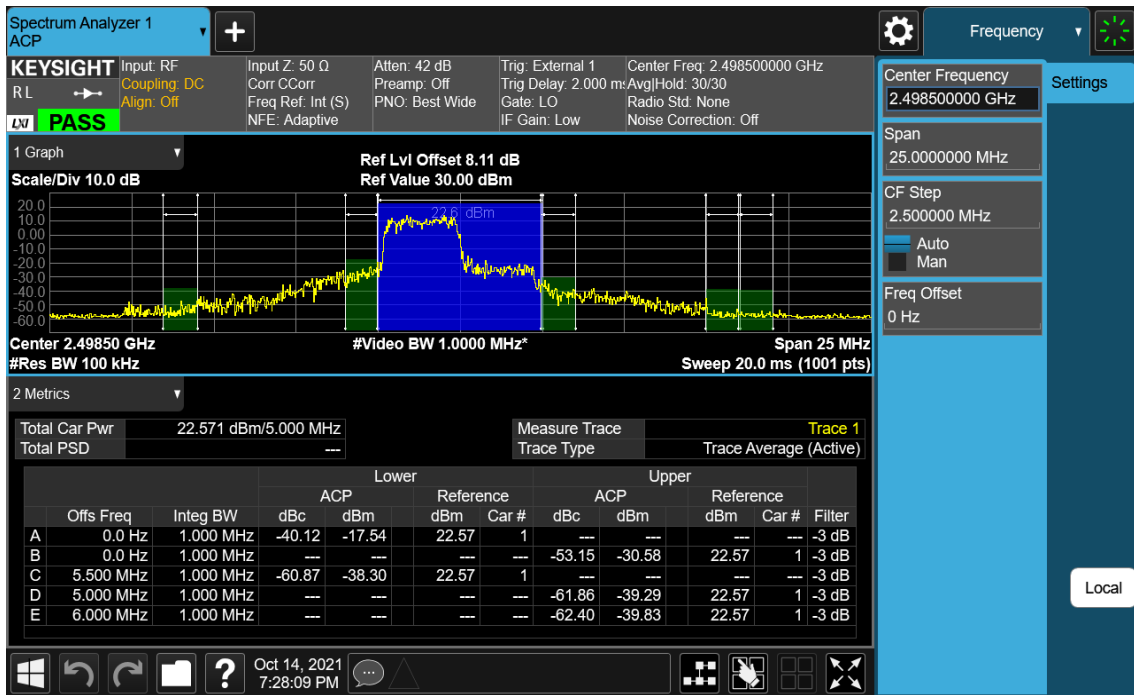 Spectrum Analyzer 1
ACP
+
Frequency
KEYSIGHT
Input: RF
Input Z: 50 Ω
Atten: 42 dB
Trig: External 1
Center Freq: 2.498500000 GHz
RL
Coupling: DC
Corr CCorr
Preamp: Off
Trig Delay: 2.000 ms
Avg|Hold: 30/30
Align: Off
Freq Ref: Int (S)
PNO: Best Wide
Gate: LO
Radio Std: None
LXI
PASS
NFE: Adaptive
IF Gain: Low
Noise Correction: Off
Center Frequency
2.498500000 GHz
Settings
Span
25.0000000 MHz
CF Step
2.500000 MHz
Auto
Man
Freq Offset
0 Hz
Local
1 Graph
Ref Lvl Offset 8.11 dB
Scale/Div 10.0 dB
Ref Value 30.00 dBm
22.6 dBm
20.0
10.0
0.00
-10.0
-20.0
-30.0
-40.0
-50.0
-60.0
Center 2.49850 GHz
#Video BW 1.0000 MHz*
Span 25 MHz
#Res BW 100 kHz
Sweep 20.0 ms (1001 pts)
2 Metrics
Total Car Pwr 22.571 dBm/5.000 MHz
Measure Trace Trace 1
Total PSD ---
Trace Type Trace Average (Active)
Lower Upper
ACP Reference ACP Reference
Offs Freq Integ BW dBc dBm dBm Car # dBc dBm dBm Car # Filter
A 0.0 Hz 1.000 MHz -40.12 -17.54 22.57 1 --- --- --- --- -3 dB
B 0.0 Hz 1.000 MHz --- --- --- --- -53.15 -30.58 22.57 1 -3 dB
C 5.500 MHz 1.000 MHz -60.87 -38.30 22.57 1 --- --- --- --- -3 dB
D 5.000 MHz 1.000 MHz --- --- --- --- -61.86 -39.29 22.57 1 -3 dB
E 6.000 MHz 1.000 MHz --- --- --- --- -62.40 -39.83 22.57 1 -3 dB
?
Oct 14, 2021
7:28:09 PM